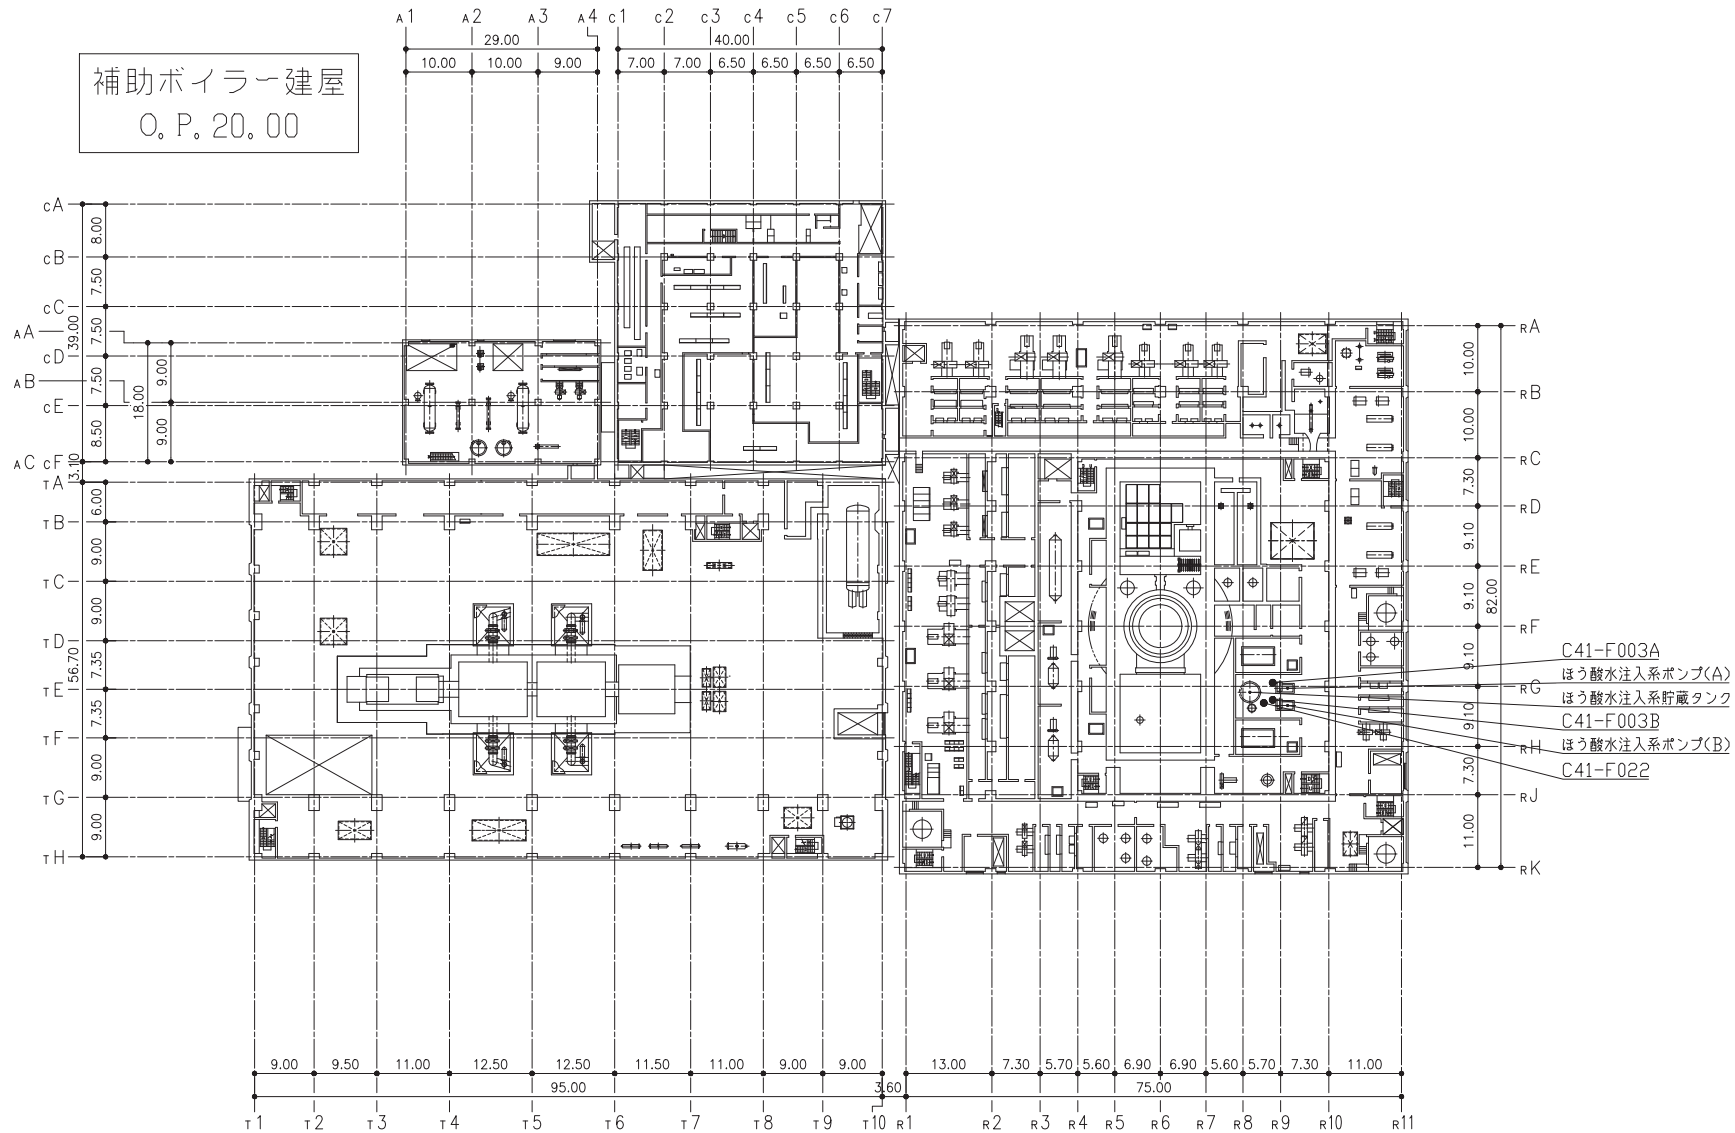 A1 A2 A3 A4 C1 C2 C3 C4 C5 C6 C7
29.00 40.00
10.00 10.00 9.00 7.00 7.00 6.50 6.50 6.50 6.50
補助ボイラー建屋
O.P.20.00
CA
8.00
CB
7.50
CC
39.00
7.50
AA
CD
7.50
AB
CE
8.50
AC CF
18.00
9.00
9.00
3.10
TA
6.00
TB
9.00
TC
9.00
TD
56.70
7.35
TE
7.35
TF
9.00
TG
9.00
TH
RA
10.00
RB
10.00
RC
7.30
RD
9.10
RE
9.10
82.00
RF
9.10
RG
9.10
RH
7.30
RJ
11.00
RK
C41-F003A
ほう酸水注入系ポンプ(A)
ほう酸水注入系貯蔵タンク
C41-F003B
ほう酸水注入系ポンプ(B)
C41-F022
9.00 9.50 11.00 12.50 12.50 11.50 11.00 9.00 9.00 13.00 7.30 5.70 5.60 6.90 6.90 5.60 5.70 7.30 11.00
95.00 3.60 75.00
T1 T2 T3 T4 T5 T6 T7 T8 T9 T10 R1 R2 R3 R4 R5 R6 R7 R8 R9 R10 R11